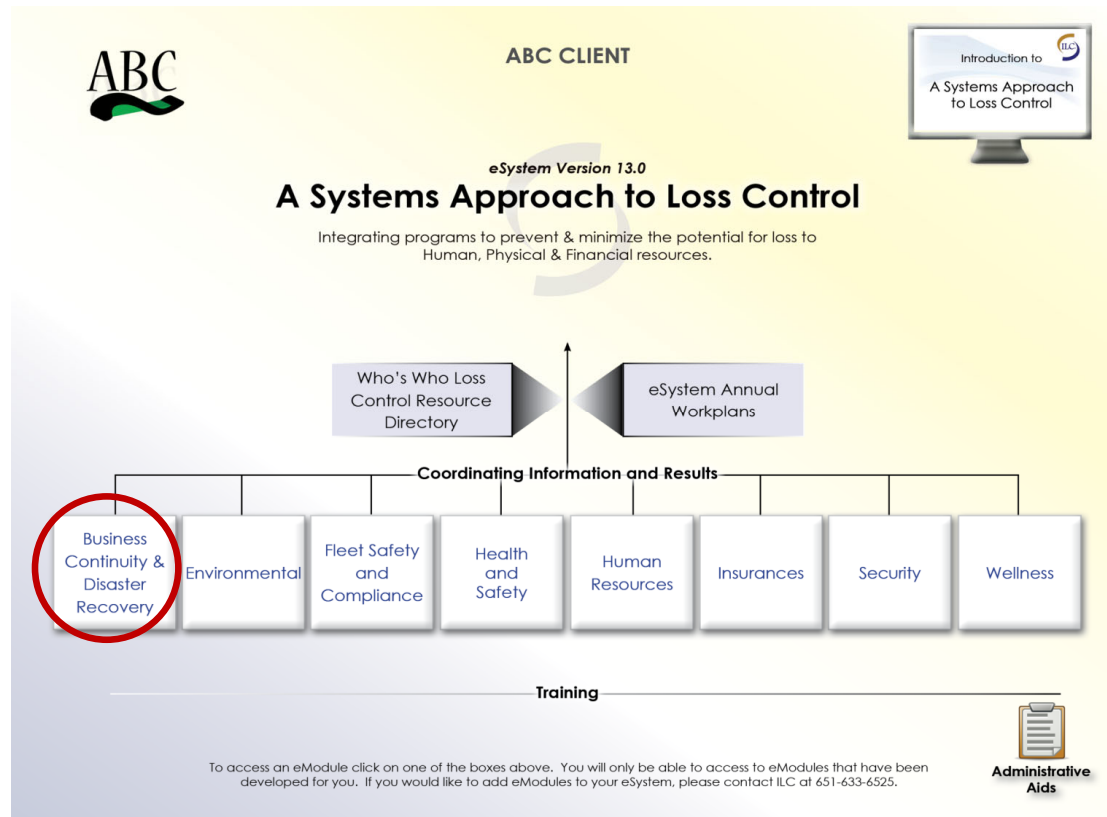 ABC
ABC CLIENT
Introduction to
ILC
A Systems Approach
to Loss Control
eSystem Version 13.0
A Systems Approach to Loss Control
Integrating programs to prevent & minimize the potential for loss to
Human, Physical & Financial resources.
Who's Who Loss
Control Resource
Directory
eSystem Annual
Workplans
Coordinating Information and Results
Business
Continuity &
Disaster
Recovery
Environmental
Fleet Safety
and
Compliance
Health
and
Safety
Human
Resources
Insurances
Security
Wellness
Training
To access an eModule click on one of the boxes above.  You will only be able to access to eModules that have been
developed for you.  If you would like to add eModules to your eSystem, please contact ILC at 651-633-6525.
Administrative
Aids